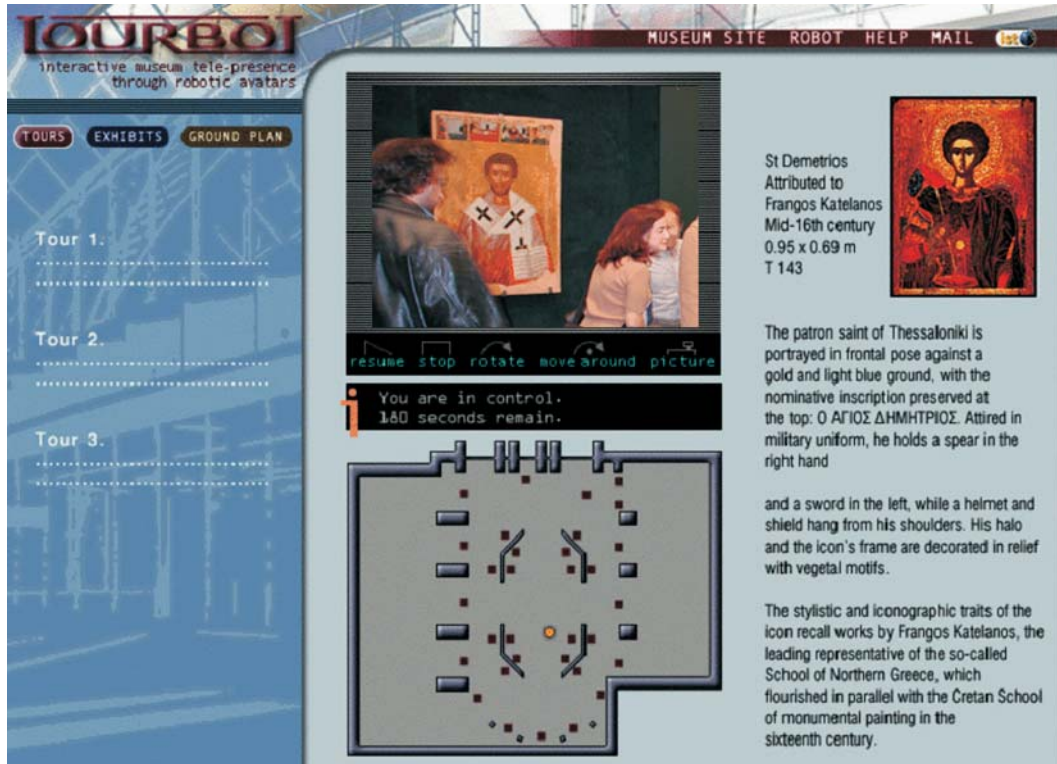 TOURBOT
interactive museum tele-presence
through robotic avatars
MUSEUM SITE ROBOT HELP MAIL ist
TOURS EXHIBITS GROUND PLAN
Tour 1.
Tour 2.
Tour 3.
resume stop rotate move around picture
i
You are in control.
180 seconds remain.
St Demetrios
Attributed to
Frangos Katelanos
Mid-16th century
0.95 x 0.69 m
T 143
The patron saint of Thessaloniki is
portrayed in frontal pose against a
gold and light blue ground, with the
nominative inscription preserved at
the top: Ο ΑΓΙΟΣ ΔΗΜΗΤΡΙΟΣ. Attired in
military uniform, he holds a spear in the
right hand
and a sword in the left, while a helmet and
shield hang from his shoulders. His halo
and the icon's frame are decorated in relief
with vegetal motifs.
The stylistic and iconographic traits of the
icon recall works by Frangos Katelanos, the
leading representative of the so-called
School of Northern Greece, which
flourished in parallel with the Cretan School
of monumental painting in the
sixteenth century.